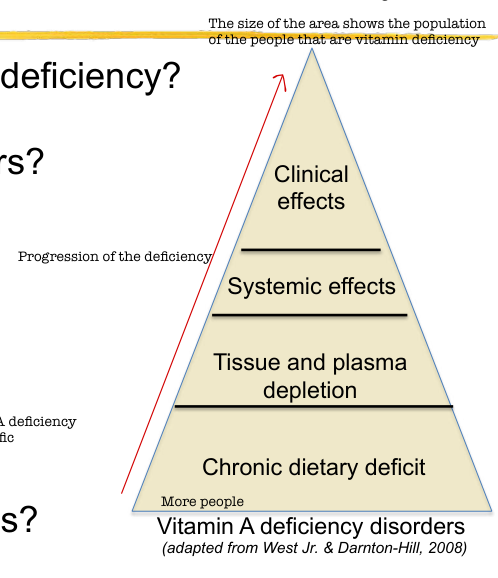 The size of the area shows the population
of the people that are vitamin deficiency
deficiency?
rs?
Clinical
effects
Progression of the deficiency
Systemic effects
Tissue and plasma
depletion
A deficiency
fic
Chronic dietary deficit
More people
s?
Vitamin A deficiency disorders
(adapted from West Jr. & Darnton-Hill, 2008)